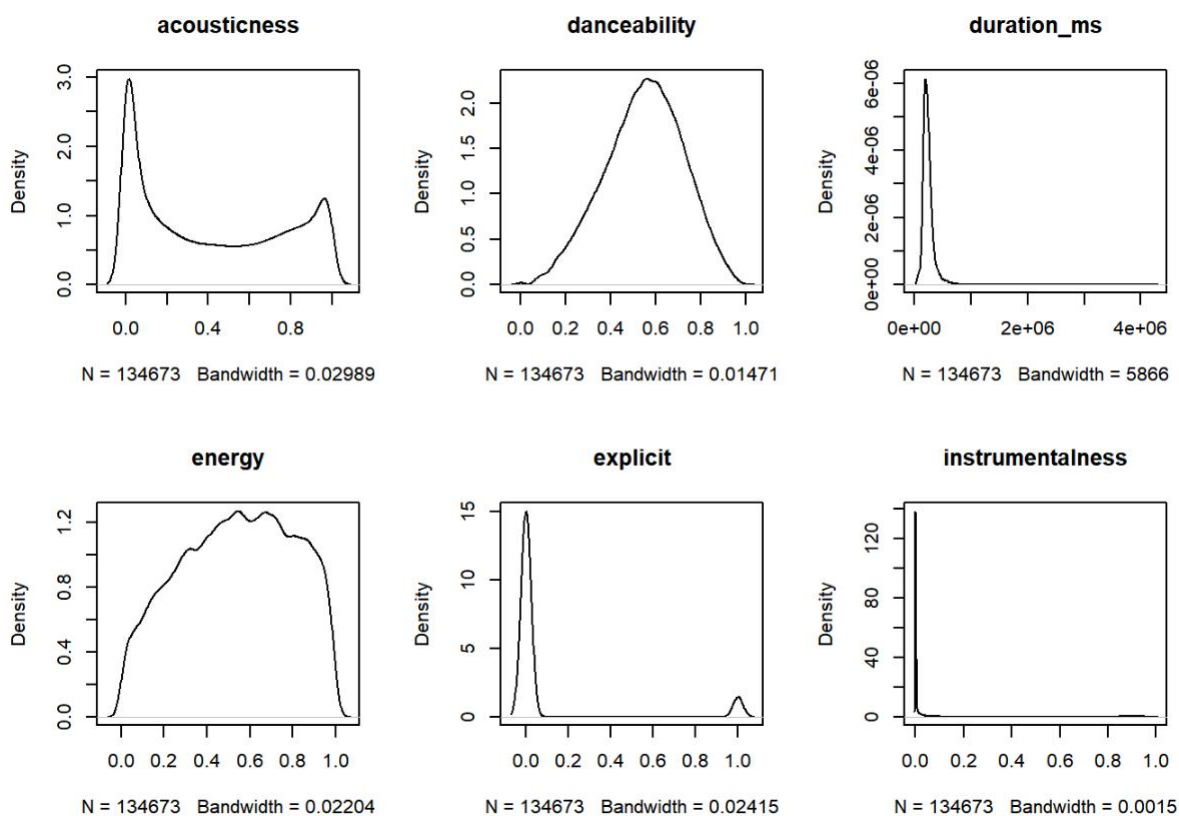 acousticness
Density
0.0 1.0 2.0 3.0
0.0 0.4 0.8
N = 134673 Bandwidth = 0.02989
danceability
Density
0.0 0.5 1.0 1.5 2.0
0.0 0.2 0.4 0.6 0.8 1.0
N = 134673 Bandwidth = 0.01471
duration_ms
Density
0e+00 2e-06 4e-06 6e-06
0e+00 2e+06 4e+06
N = 134673 Bandwidth = 5866
energy
Density
0.0 0.4 0.8 1.2
0.0 0.2 0.4 0.6 0.8 1.0
N = 134673 Bandwidth = 0.02204
explicit
Density
0 5 10 15
0.0 0.2 0.4 0.6 0.8 1.0
N = 134673 Bandwidth = 0.02415
instrumentalness
Density
0 40 80 120
0.0 0.2 0.4 0.6 0.8 1.0
N = 134673 Bandwidth = 0.0015